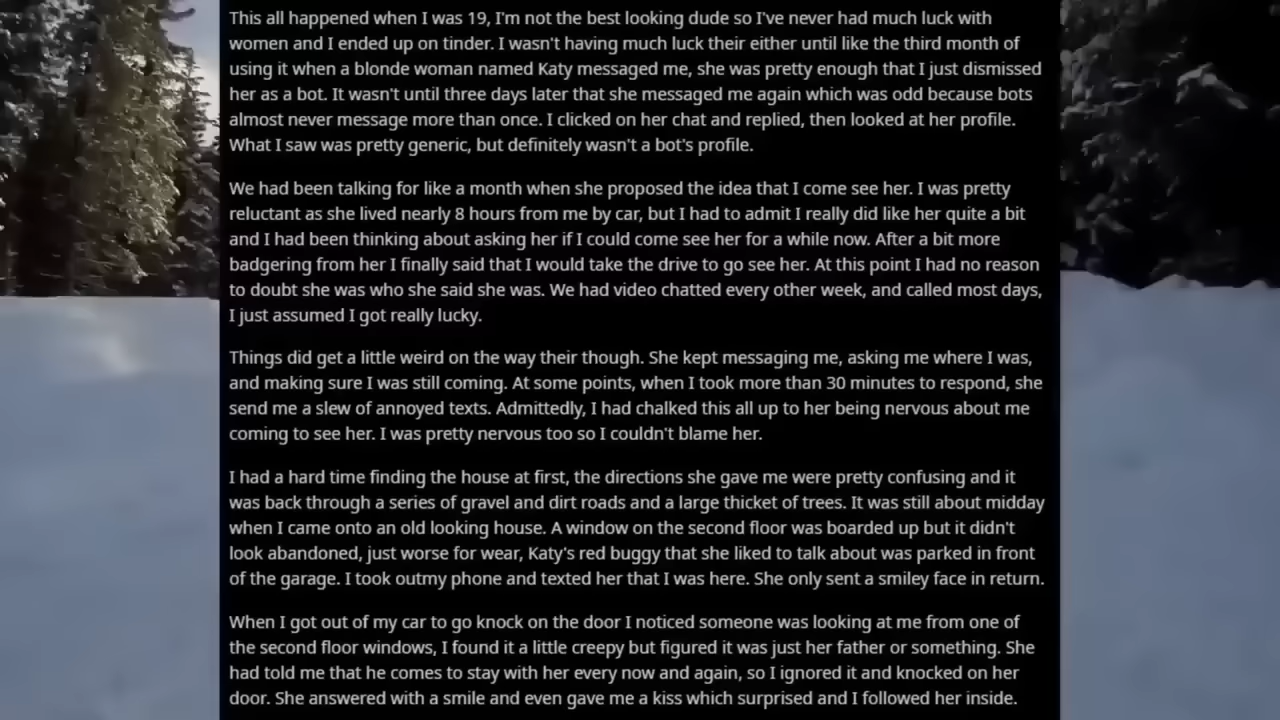 This all happened when I was 19, I'm not the best looking dude so I've never had much luck with
women and I ended up on tinder. I wasn't having much luck their either until like the third month of
using it when a blonde woman named Katy messaged me, she was pretty enough that I just dismissed
her as a bot. It wasn't until three days later that she messaged me again which was odd because bots
almost never message more than once. I clicked on her chat and replied, then looked at her profile.
What I saw was pretty generic, but definitely wasn't a bot's profile.
We had been talking for like a month when she proposed the idea that I come see her. I was pretty
reluctant as she lived nearly 8 hours from me by car, but I had to admit I really did like her quite a bit
and I had been thinking about asking her if I could come see her for a while now. After a bit more
badgering from her I finally said that I would take the drive to go see her. At this point I had no reason
to doubt she was who she said she was. We had video chatted every other week, and called most days,
I just assumed I got really lucky.
Things did get a little weird on the way their though. She kept messaging me, asking me where I was,
and making sure I was still coming. At some points, when I took more than 30 minutes to respond, she
send me a slew of annoyed texts. Admittedly, I had chalked this all up to her being nervous about me
coming to see her. I was pretty nervous too so I couldn't blame her.
I had a hard time finding the house at first, the directions she gave me were pretty confusing and it
was back through a series of gravel and dirt roads and a large thicket of trees. It was still about midday
when I came onto an old looking house. A window on the second floor was boarded up but it didn't
look abandoned, just worse for wear, Katy's red buggy that she liked to talk about was parked in front
of the garage. I took outmy phone and texted her that I was here. She only sent a smiley face in return.
When I got out of my car to go knock on the door I noticed someone was looking at me from one of
the second floor windows, I found it a little creepy but figured it was just her father or something. She
had told me that he comes to stay with her every now and again, so I ignored it and knocked on her
door. She answered with a smile and even gave me a kiss which surprised and I followed her inside.